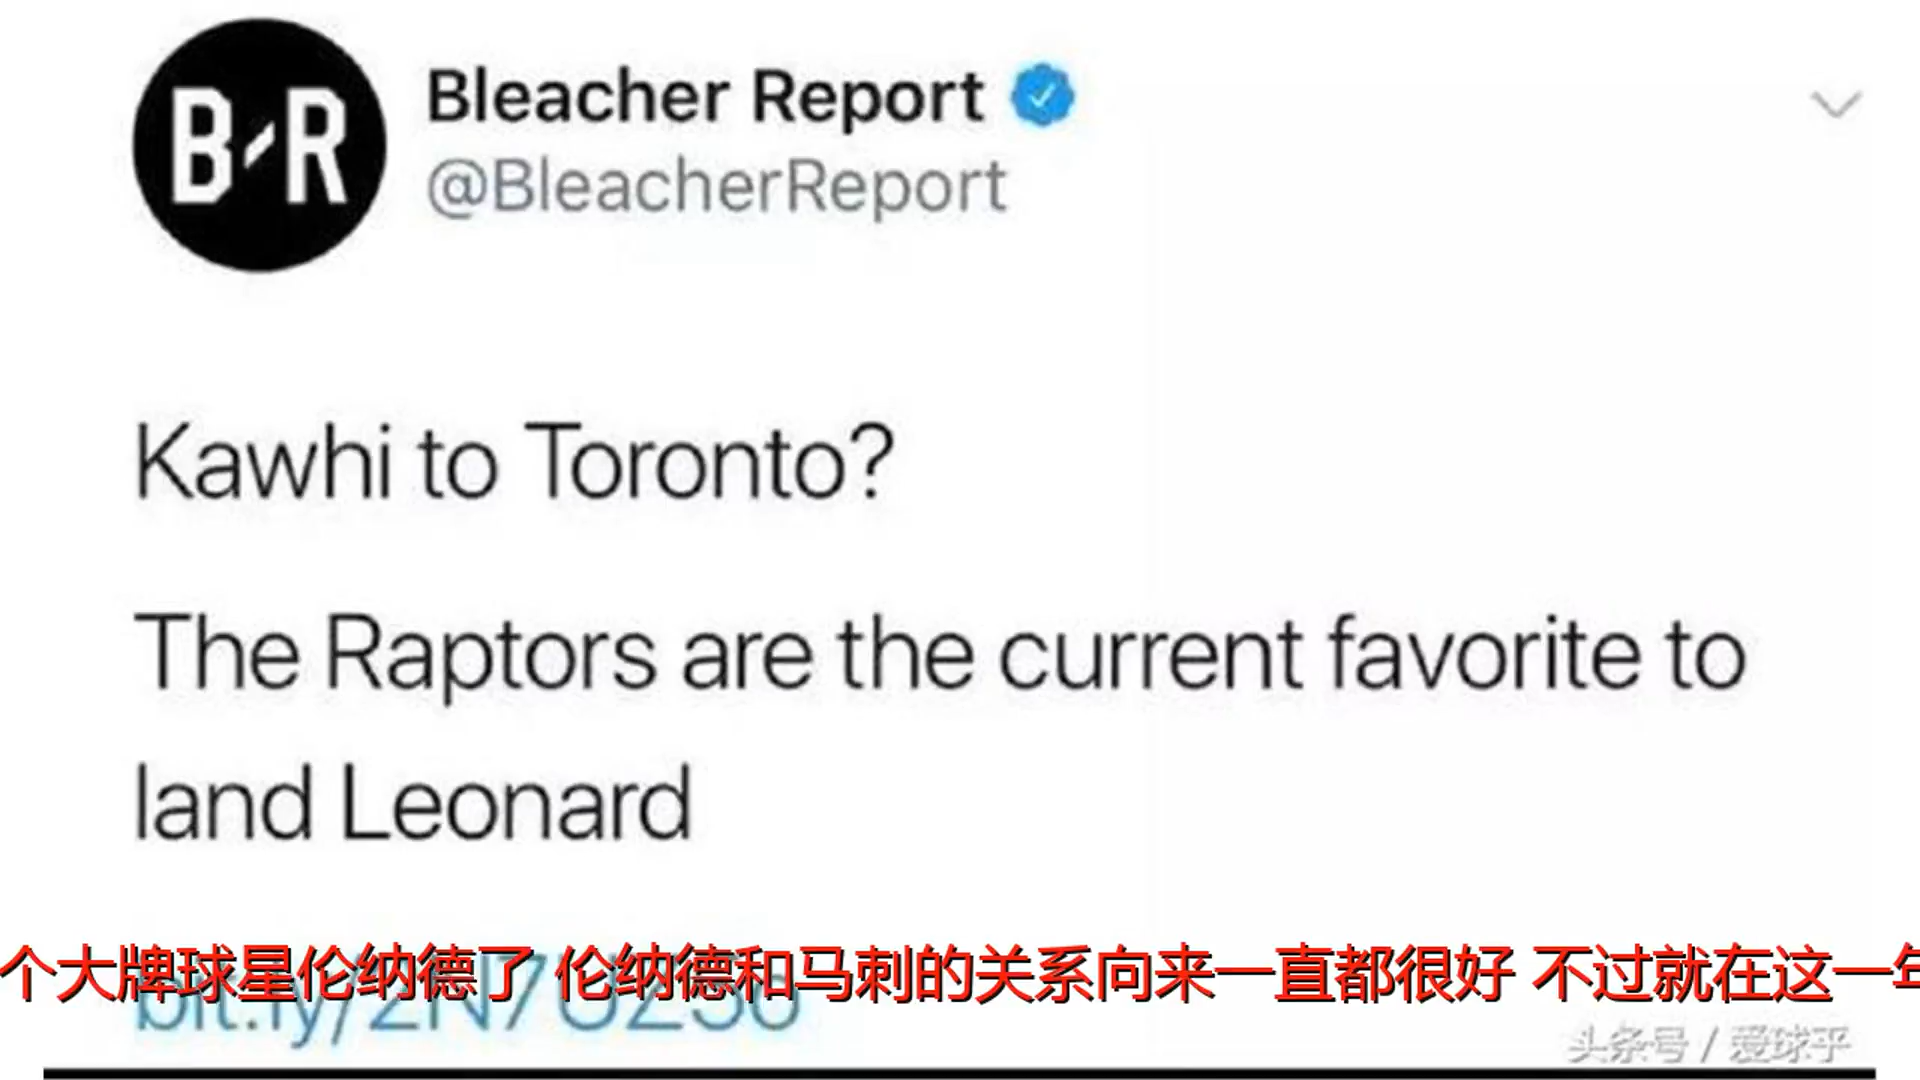 B-R
Bleacher Report
@BleacherReport
Kawhi to Toronto?
The Raptors are the current favorite to
land Leonard
个大牌球星伦纳德了 伦纳德和马刺的关系向来一直都很好 不过就在这一年
头条号 / 爱球乎